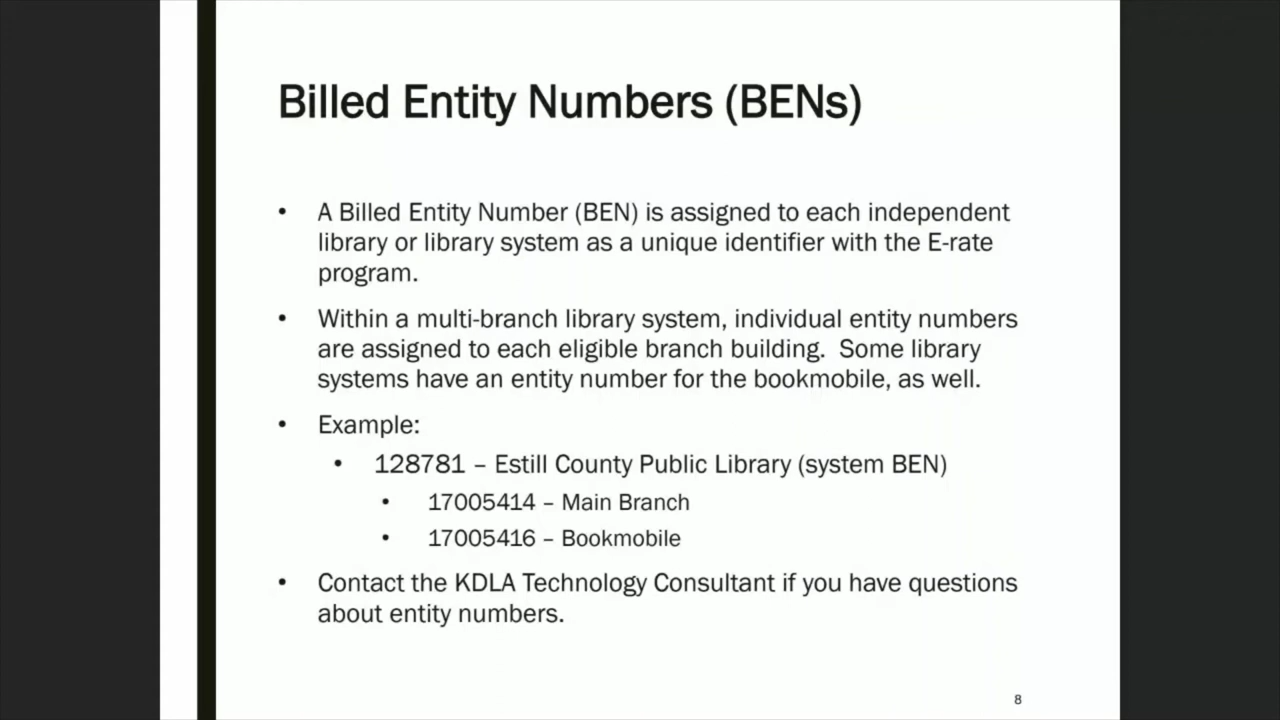 Billed Entity Numbers (BENs)
• A Billed Entity Number (BEN) is assigned to each independent
library or library system as a unique identifier with the E-rate
program.
• Within a multi-branch library system, individual entity numbers
are assigned to each eligible branch building.  Some library
systems have an entity number for the bookmobile, as well.
• Example:
• 128781 – Estill County Public Library (system BEN)
• 17005414 – Main Branch
• 17005416 – Bookmobile
• Contact the KDLA Technology Consultant if you have questions
about entity numbers.
8